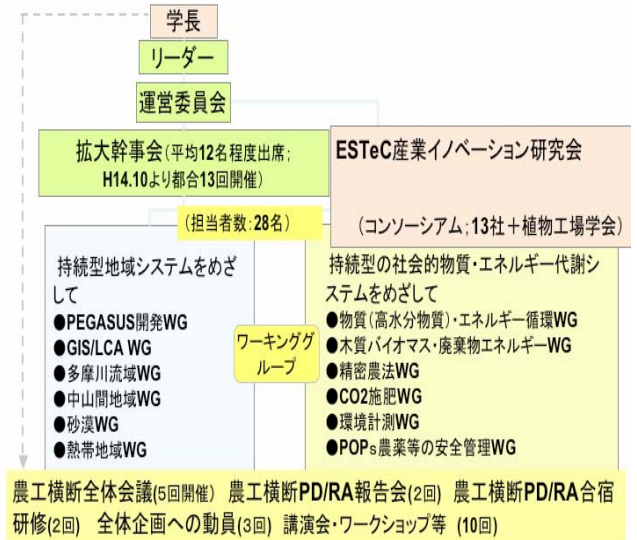 学長
リーダー
運営委員会
拡大幹事会(平均12名程度出席;
H14.10より都合13回開催)
ESTeC産業イノベーション研究会
(コンソーシアム;13社+植物工場学会)
(担当者数:28名)
持続型地域システムをめざ
して
●PEGASUS開発WG
●GIS/LCA WG
●多摩川流域WG
●中山間地域WG
●砂漠WG
●熱帯地域WG
ワーキンググ
ループ
持続型の社会的物質・エネルギー代謝シ
ステムをめざして
●物質(高水分物質)・エネルギー循環WG
●木質バイオマス・廃棄物エネルギーWG
●精密農法WG
●CO2施肥WG
●環境計測WG
●POPs農薬等の安全管理WG
農工横断全体会議(5回開催) 農工横断PD/RA報告会(2回) 農工横断PD/RA合宿
研修(2回) 全体企画への動員(3回) 講演会・ワークショップ等 (10回)